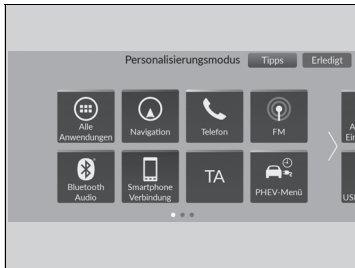 Personalisierungsmodus Tipps Erledigt
Alle
Anwendungen
Navigation
Telefon
FM
Bluetooth
Audio
Smartphone
Verbindung
TA
PHEV-Menü